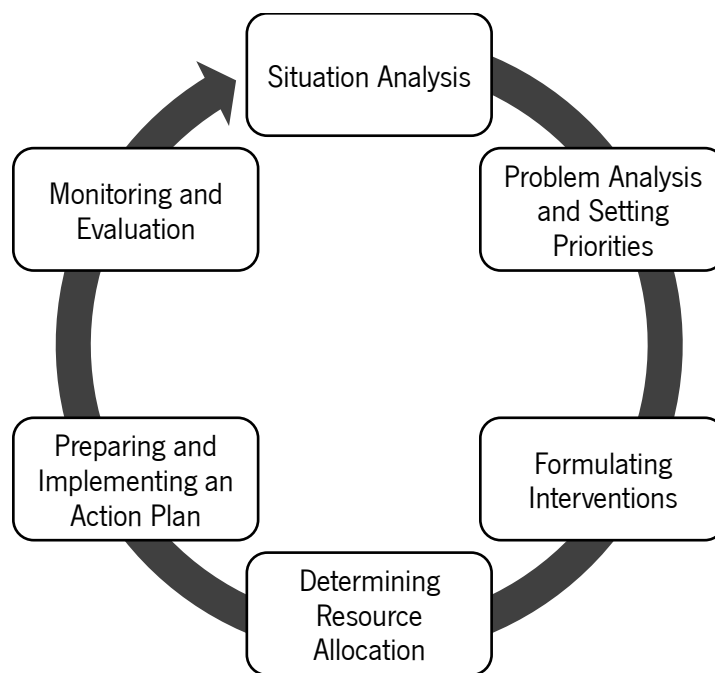 Situation Analysis
Problem Analysis
and Setting
Priorities
Formulating
Interventions
Determining
Resource
Allocation
Preparing and
Implementing an
Action Plan
Monitoring and
Evaluation